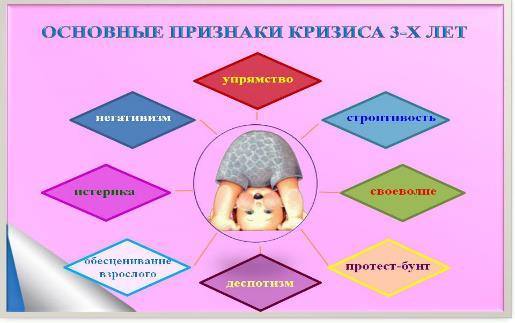 ОСНОВНЫЕ ПРИЗНАКИ КРИЗИСА 3-Х ЛЕТ
упрямство
негативизм
строптивость
истерика
своеволие
обесценивание
взрослого
протест-бунт
деспотизм